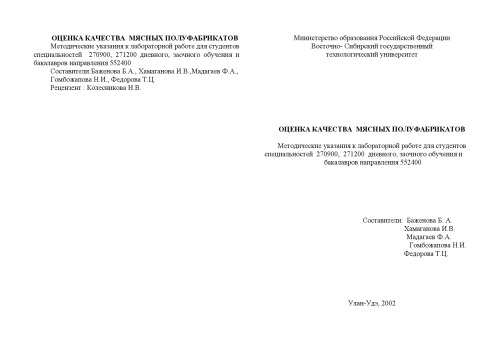 ОЦЕНКА КАЧЕСТВА МЯСНЫХ ПОЛУФАБРИКАТОВ
Методические указания к лабораторной работе для студентов
специальностей 270900, 271200 дневного, заочного обучения и
бакалавров направления 552400
Составители:Баженова Б.А., Хамаганова И.В.,Мадагаев Ф.А.,
Гомбожапова Н.И., Федорова Т.Ц.
Рецензент : Колесникова Н.В.
Министерство образования Российской Федерации
Восточно- Сибирский государственный
технологический университет
ОЦЕНКА КАЧЕСТВА МЯСНЫХ ПОЛУФАБРИКАТОВ
Методические указания к лабораторной работе для студентов
специальностей 270900, 271200 дневного, заочного обучения и
бакалавров направления 552400
Составители: Баженова Б. А.
Хамаганова И.В.
Мадагаев Ф.А.
Гомбожапова Н.И.
Федорова Т.Ц.
Улан-Удэ, 2002